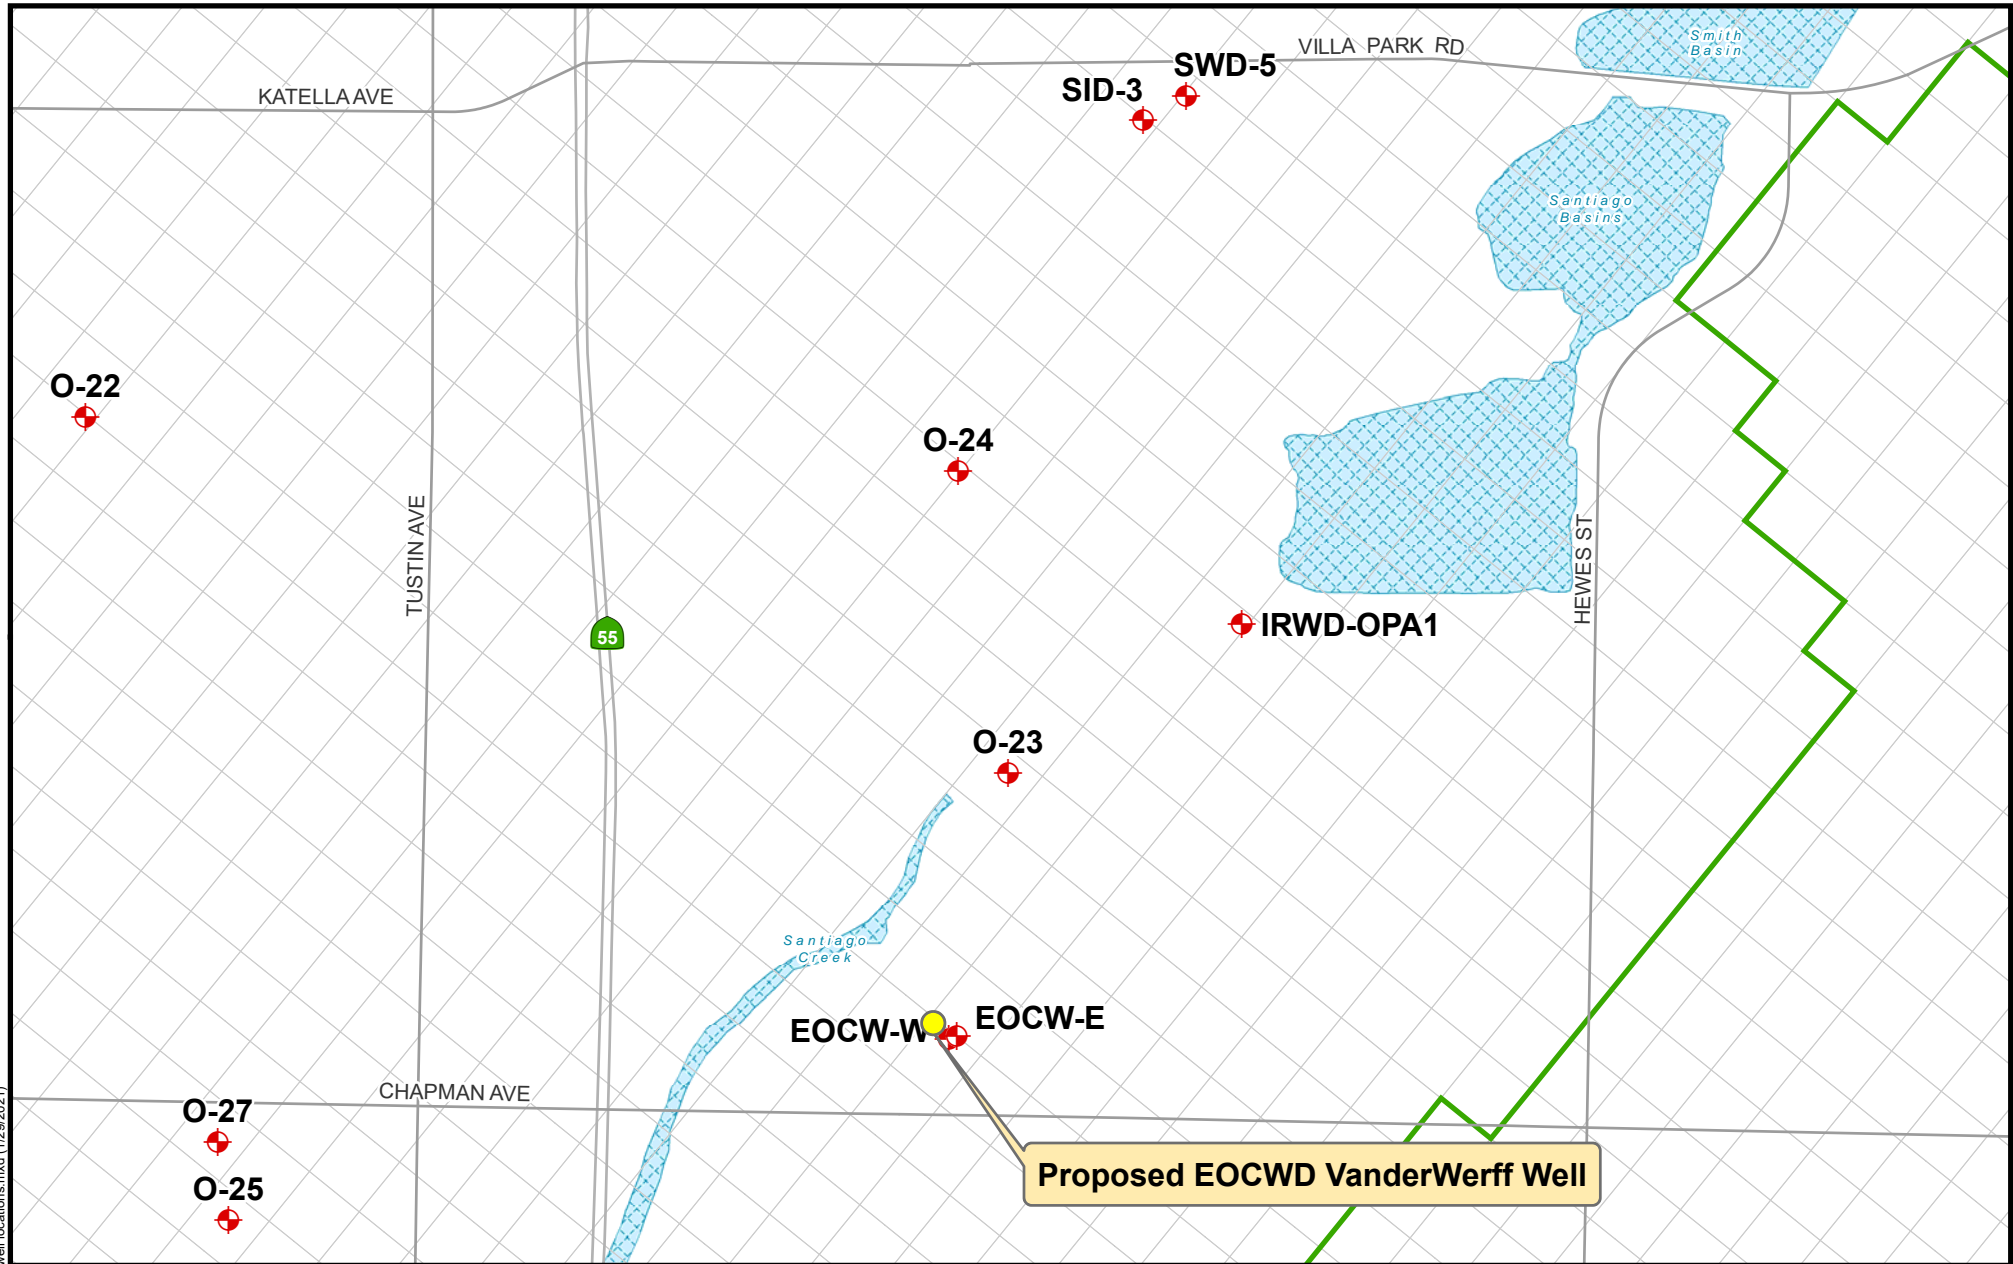 Smith
Basin
VILLA PARK RD
SWD-5
SID-3
KATELLA AVE
Santiago
Basins
O-22
O-24
TUSTIN AVE
HEWES ST
55
IRWD-OPA1
O-23
Santiago
Creek
EOCW-W
EOCW-E
CHAPMAN AVE
O-27
Proposed EOCWD VanderWerff Well
O-25